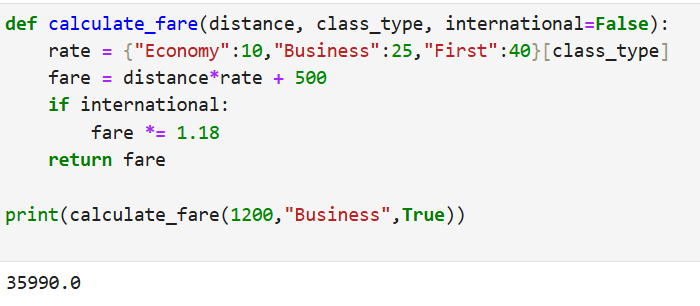 def calculate_fare(distance, class_type, international=False):
    rate = {"Economy":10,"Business":25,"First":40}[class_type]
    fare = distance*rate + 500
    if international:
        fare *= 1.18
    return fare

print(calculate_fare(1200,"Business",True))
35990.0